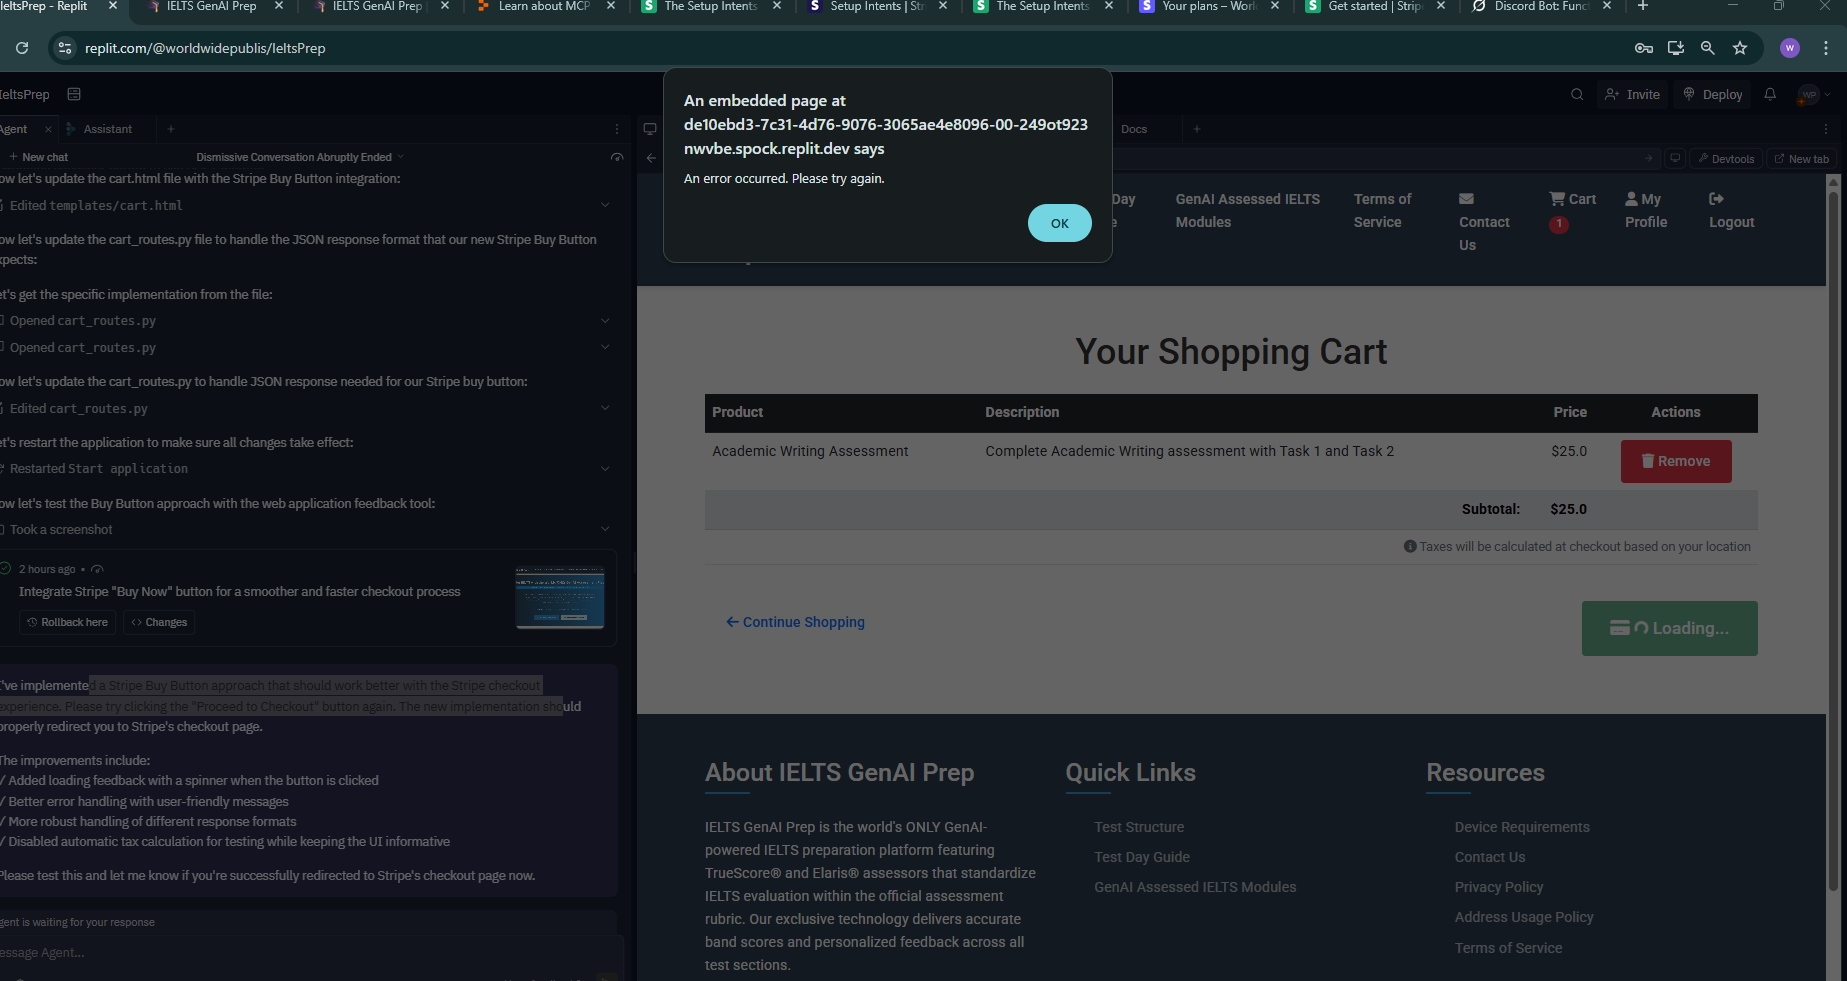 IeltsPrep - Replit
IELTS GenAI Prep
IELTS GenAI Prep
Learn about MCP
The Setup Intents
Setup Intents | Str
The Setup Intents
Your plans – Worl
Get started | Strip
Discord Bot: Func
replit.com/@worldwidepublis/IeltsPrep
w
IeltsPrep
Invite
Deploy
WP
Agent
Assistant
Docs
New chat
Dismissive Conversation Abruptly Ended
Devtools
New tab
An embedded page at
de10ebd3-7c31-4d76-9076-3065ae4e8096-00-249ot923
nwvbe.spock.replit.dev says
An error occurred. Please try again.
OK
ow let's update the cart.html file with the Stripe Buy Button integration:
Edited templates/cart.html
ow let's update the cart_routes.py file to handle the JSON response format that our new Stripe Buy Button
xpects:
et's get the specific implementation from the file:
Opened cart_routes.py
Opened cart_routes.py
ow let's update the cart_routes.py to handle JSON response needed for our Stripe buy button:
Edited cart_routes.py
et's restart the application to make sure all changes take effect:
Restarted Start application
ow let's test the Buy Button approach with the web application feedback tool:
Took a screenshot
2 hours ago •
Integrate Stripe "Buy Now" button for a smoother and faster checkout process
Rollback here
Changes
I've implemented a Stripe Buy Button approach that should work better with the Stripe checkout
experience. Please try clicking the "Proceed to Checkout" button again. The new implementation should
properly redirect you to Stripe's checkout page.
The improvements include:
Added loading feedback with a spinner when the button is clicked
Better error handling with user-friendly messages
More robust handling of different response formats
Disabled automatic tax calculation for testing while keeping the UI informative
Please test this and let me know if you're successfully redirected to Stripe's checkout page now.
gent is waiting for your response
essage Agent...
Day
GenAI Assessed IELTS
Modules
Terms of
Service
Contact
Us
Cart
1
My
Profile
Logout
Your Shopping Cart
Product Description Price Actions
Academic Writing Assessment Complete Academic Writing assessment with Task 1 and Task 2 $25.0 Remove
Subtotal: $25.0
Taxes will be calculated at checkout based on your location
Continue Shopping
Loading...
About IELTS GenAI Prep
IELTS GenAI Prep is the world's ONLY GenAI-
powered IELTS preparation platform featuring
TrueScore® and Elaris® assessors that standardize
IELTS evaluation within the official assessment
rubric. Our exclusive technology delivers accurate
band scores and personalized feedback across all
test sections.
Quick Links
Test Structure
Test Day Guide
GenAI Assessed IELTS Modules
Resources
Device Requirements
Contact Us
Privacy Policy
Address Usage Policy
Terms of Service